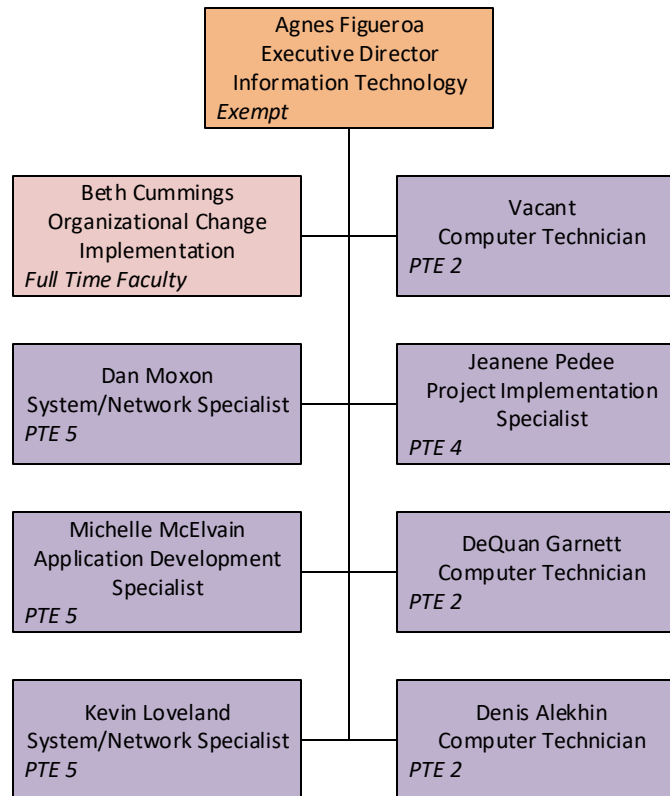 Agnes Figueroa
Executive Director
Information Technology
Exempt
Beth Cummings
Organizational Change
Implementation
Full Time Faculty
Vacant
Computer Technician
PTE 2
Dan Moxon
System/Network Specialist
PTE 5
Jeanene Pedee
Project Implementation
Specialist
PTE 4
Michelle McElvain
Application Development
Specialist
PTE 5
DeQuan Garnett
Computer Technician
PTE 2
Kevin Loveland
System/Network Specialist
PTE 5
Denis Alekhin
Computer Technician
PTE 2